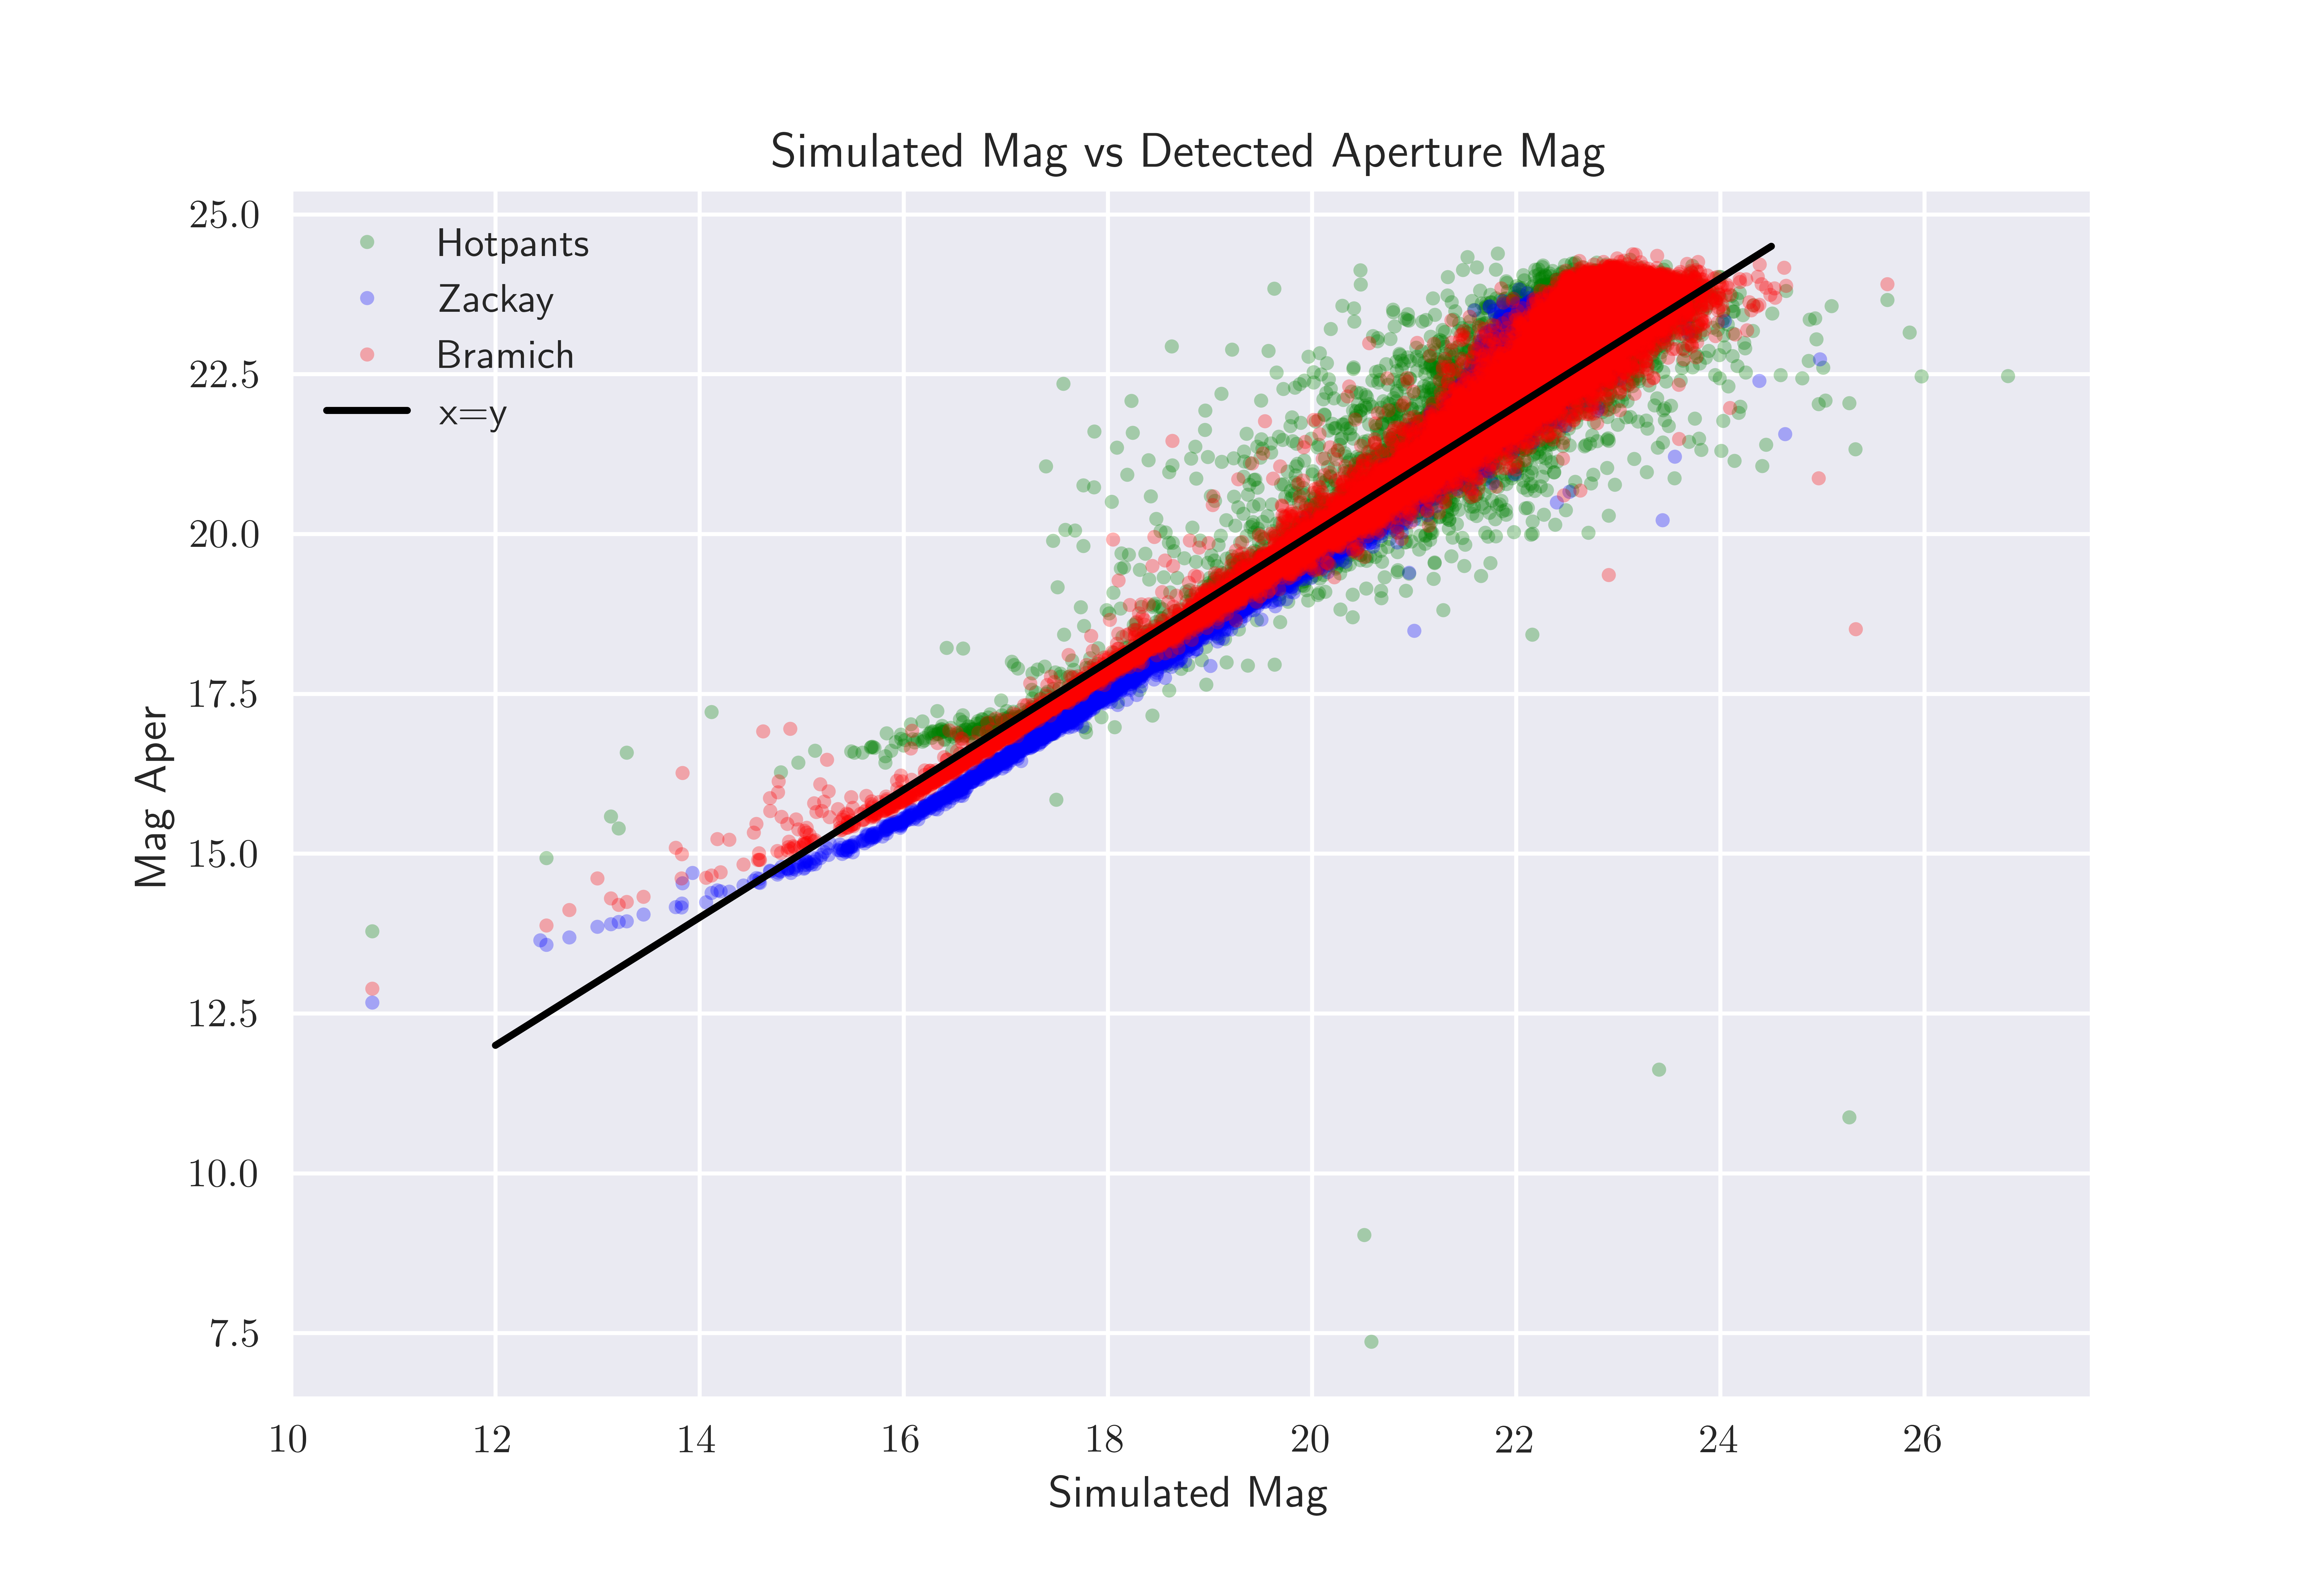 Simulated Mag vs Detected Aperture Mag
25.0
22.5
20.0
17.5
15.0
12.5
10.0
7.5
Mag Aper
Hotpants
Zackay
Bramich
x=y
10 12 14 16 18 20 22 24 26
Simulated Mag